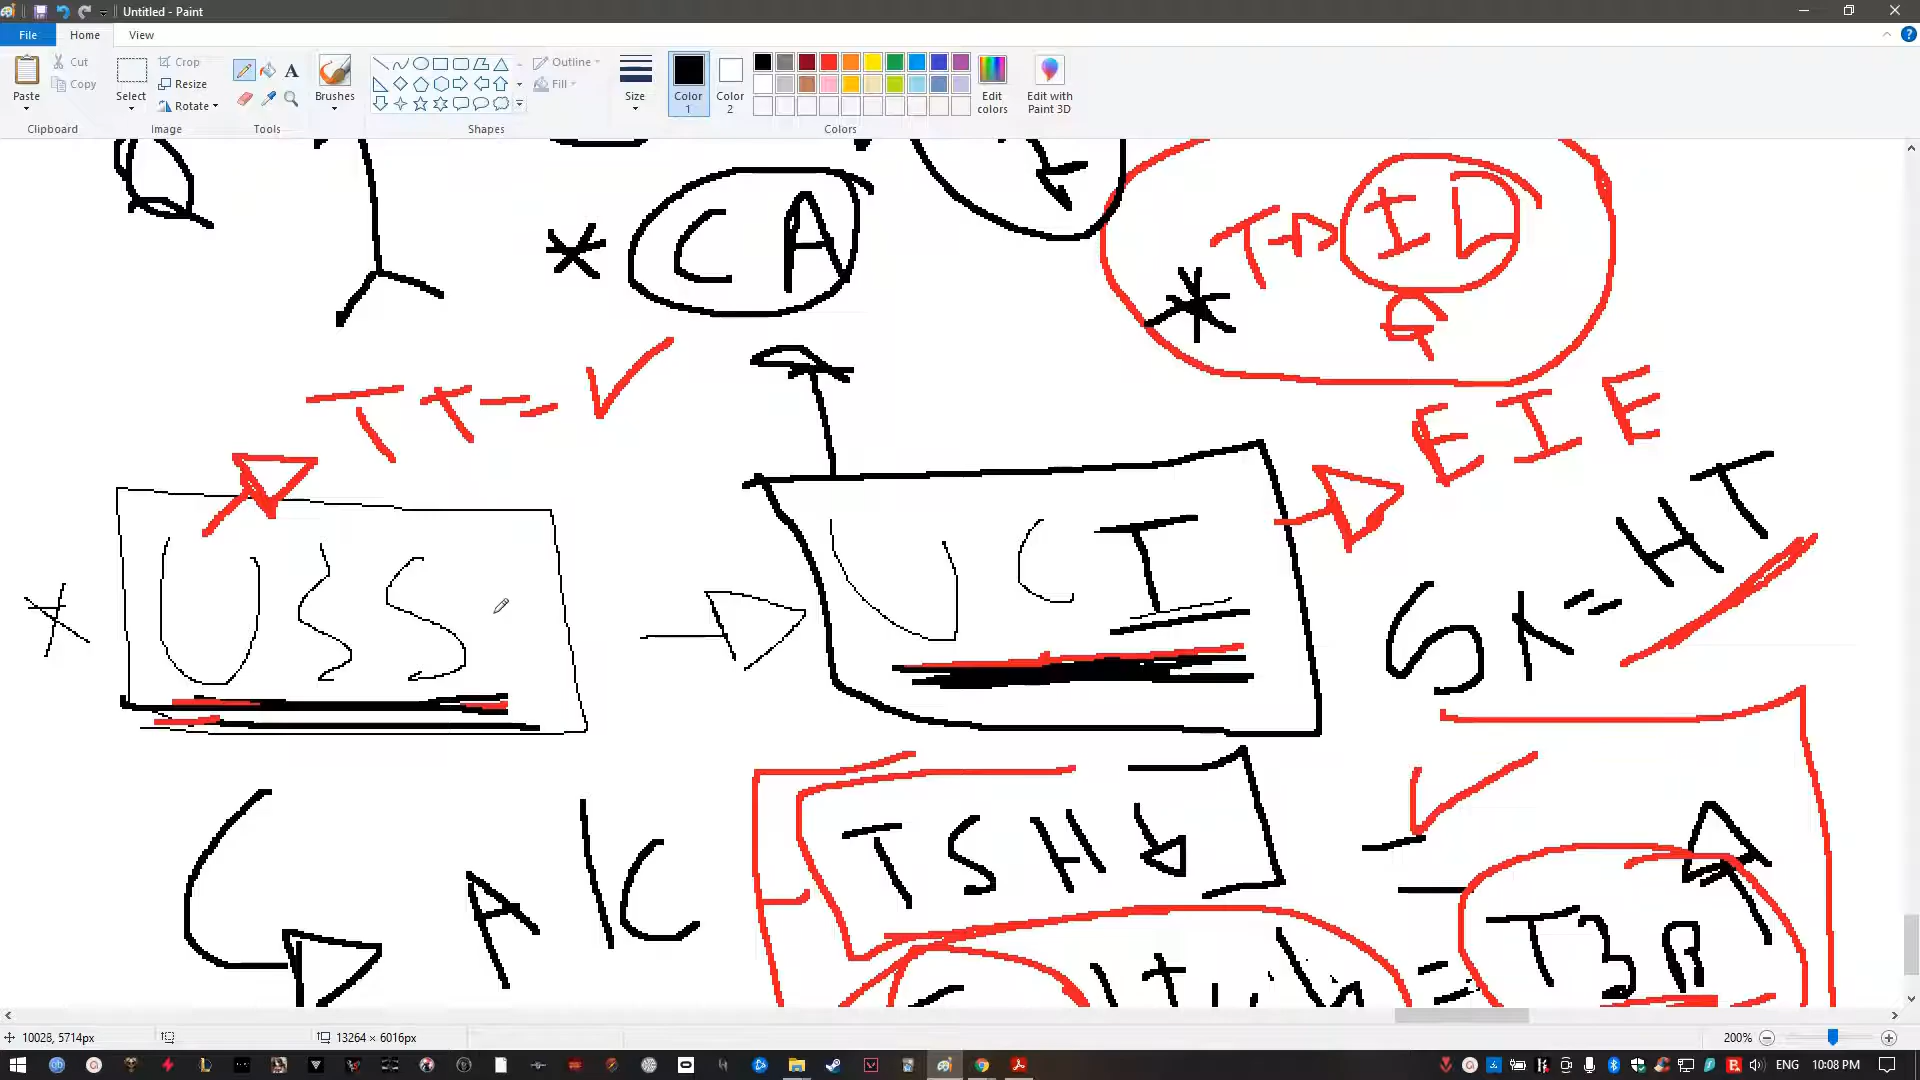 Untitled - Paint
File Home View
Cut
Copy
Paste
Clipboard
Crop
Resize
Rotate
Select
Image
Tools
Brushes
Shapes
Outline
Fill
Size
Color 1
Color 2
Edit colors
Edit with Paint 3D
Colors
* CA
T→ ID
*
TT= ✓
EIE
* USS → UCI
=HT
AK
TSH
T3R
10028, 5714px
13264 × 6016px
200%
ENG 10:08 PM